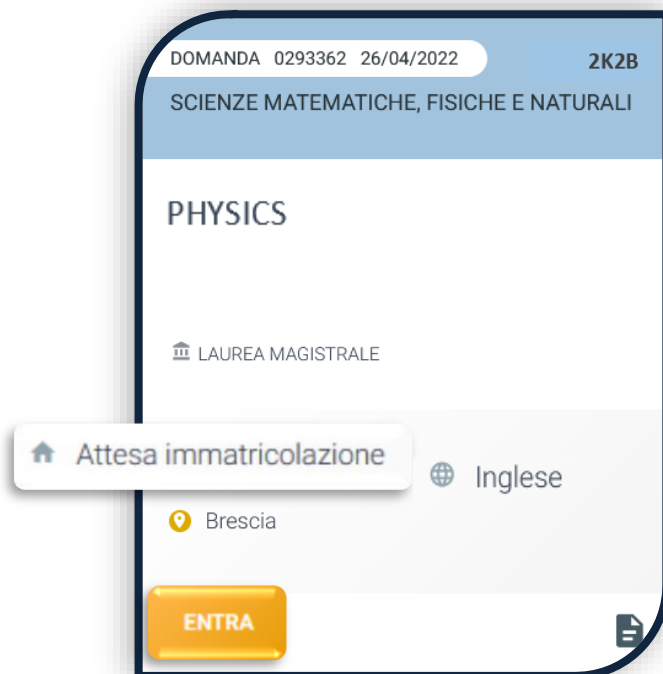 DOMANDA 0293362 26/04/2022 2K2B
SCIENZE MATEMATICHE, FISICHE E NATURALI
PHYSICS
LAUREA MAGISTRALE
Attesa immatricolazione
Inglese
Brescia
ENTRA